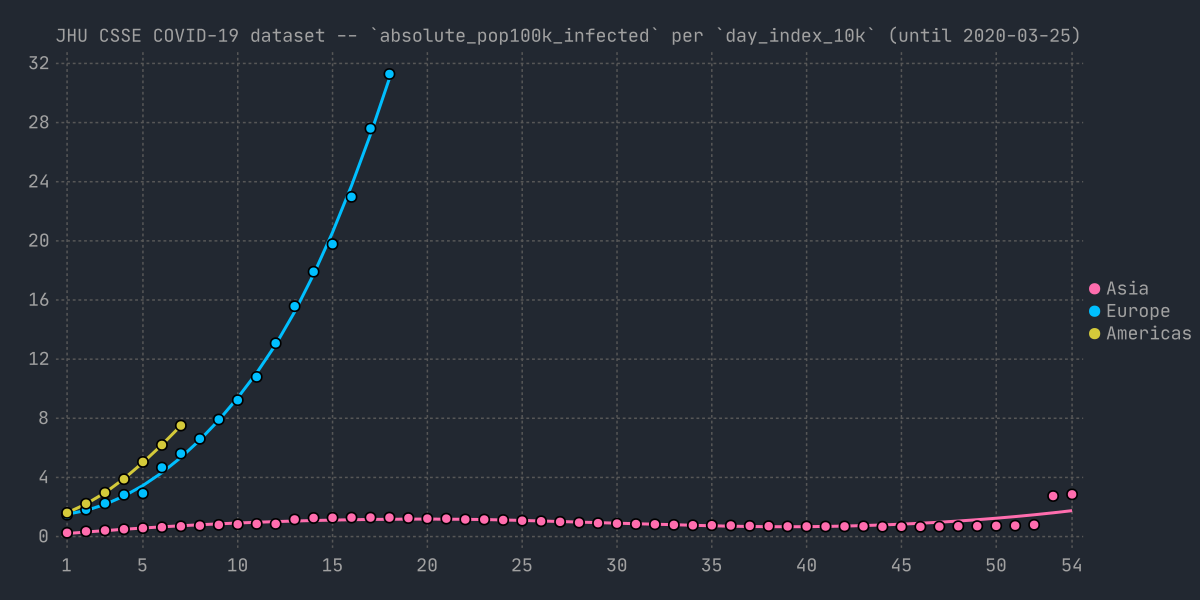 JHU CSSE COVID-19 dataset -- `absolute_pop100k_infected` per `day_index_10k` (until 2020-03-25)
32
28
24
20
16
12
8
4
0
1 5 10 15 20 25 30 35 40 45 50 54
Asia
Europe
Americas